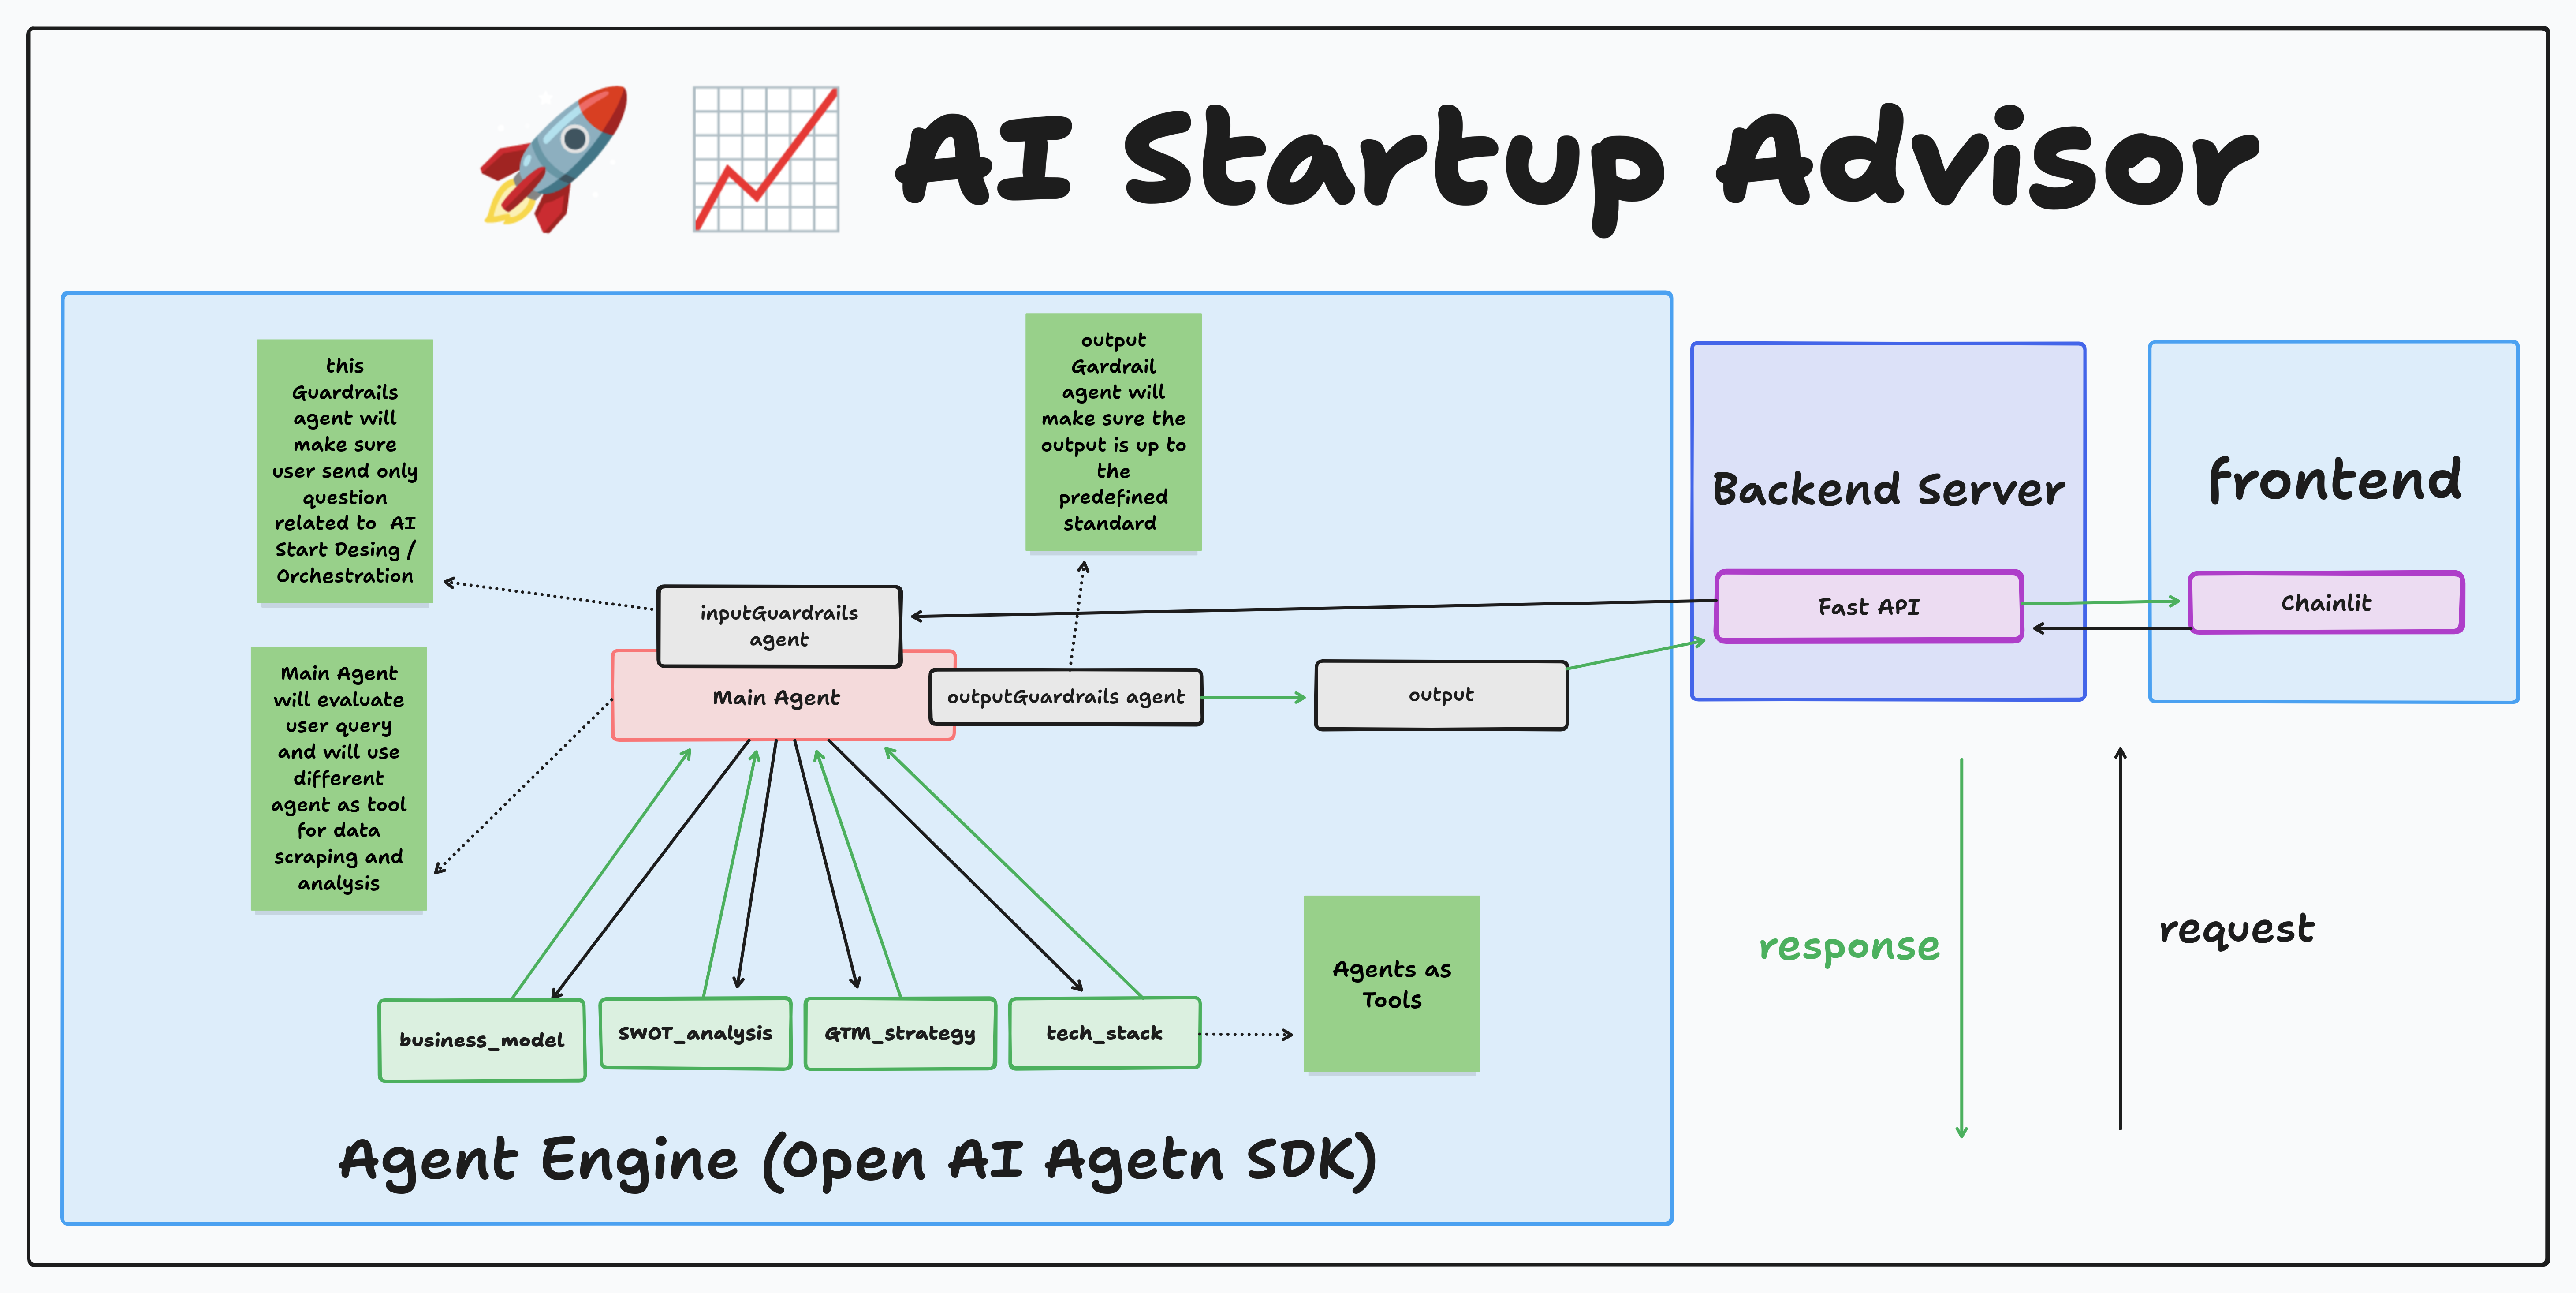 AI Startup Advisor
this
Guardrails
agent will
make sure
user send only
question
related to AI
Start Desing /
Orchestration
output
Gardrail
agent will
make sure the
output is up to
the
predefined
standard
Backend Server
frontend
inputGuardrails
agent
Fast API
Chainlit
Main Agent
will evaluate
user query
and will use
different
agent as tool
for data
scraping and
analysis
Main Agent
outputGuardrails agent
output
response
request
Agents as
Tools
business_model
SWOT_analysis
GTM_strategy
tech_stack
Agent Engine (Open AI Agetn SDK)